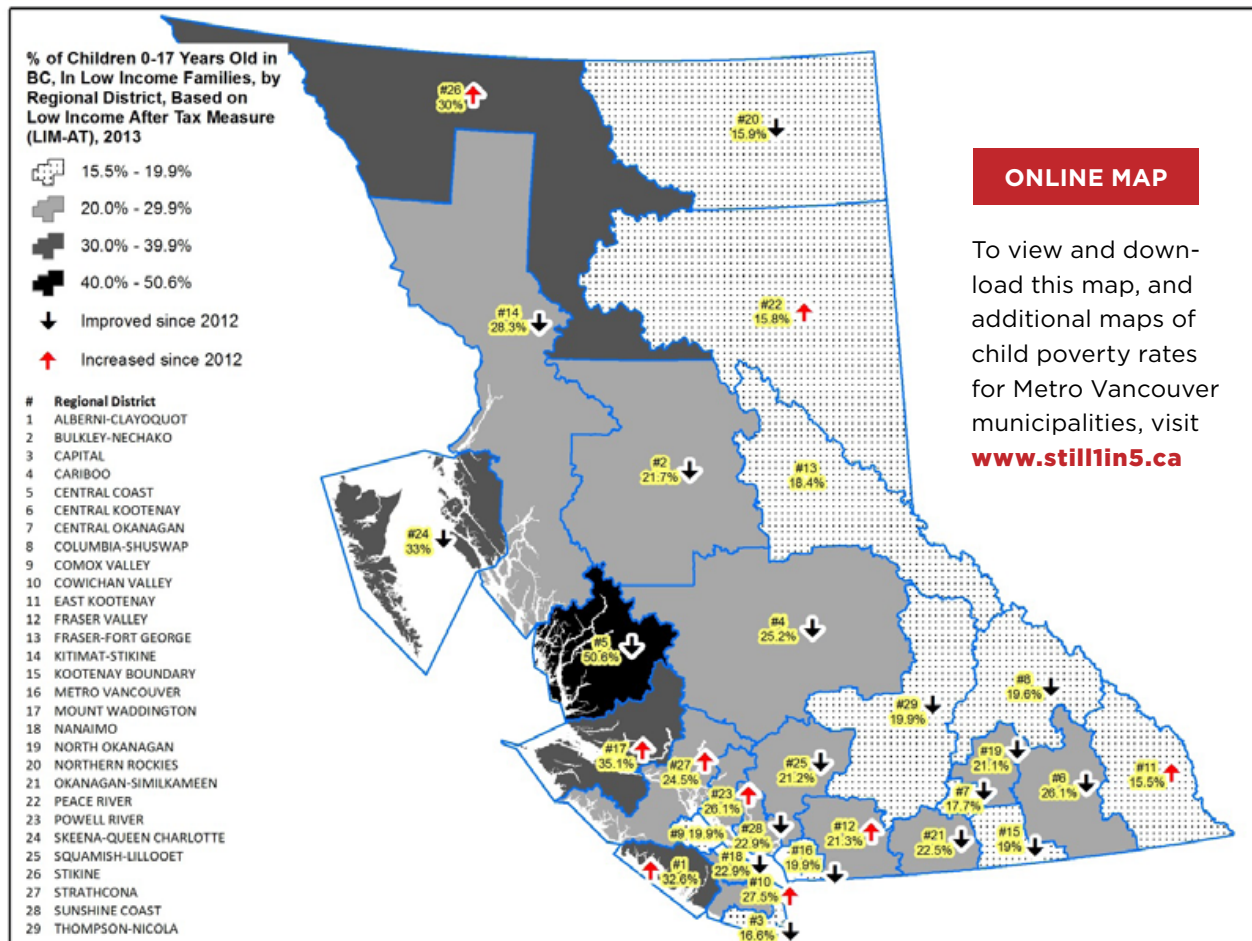 % of Children 0-17 Years Old in
BC, In Low Income Families, by
Regional District, Based on
Low Income After Tax Measure
(LIM-AT), 2013
15.5% - 19.9%
20.0% - 29.9%
30.0% - 39.9%
40.0% - 50.6%
Improved since 2012
Increased since 2012
# Regional District
1 ALBERNI-CLAYOQUOT
2 BULKLEY-NECHAKO
3 CAPITAL
4 CARIBOO
5 CENTRAL COAST
6 CENTRAL KOOTENAY
7 CENTRAL OKANAGAN
8 COLUMBIA-SHUSWAP
9 COMOX VALLEY
10 COWICHAN VALLEY
11 EAST KOOTENAY
12 FRASER VALLEY
13 FRASER-FORT GEORGE
14 KITIMAT-STIKINE
15 KOOTENAY BOUNDARY
16 METRO VANCOUVER
17 MOUNT WADDINGTON
18 NANAIMO
19 NORTH OKANAGAN
20 NORTHERN ROCKIES
21 OKANAGAN-SIMILKAMEEN
22 PEACE RIVER
23 POWELL RIVER
24 SKEENA-QUEEN CHARLOTTE
25 SQUAMISH-LILLOOET
26 STIKINE
27 STRATHCONA
28 SUNSHINE COAST
29 THOMPSON-NICOLA
#26
30%
#20
15.9%
#14
28.3%
#22
15.8%
#2
21.7%
#13
18.4%
#24
33%
#5
50.6%
#4
25.2%
#29
19.9%
#8
19.6%
#17
35.1%
#27
24.5%
#25
21.2%
#19
21.1%
#6
26.1%
#11
15.5%
#23
26.1%
#7
17.7%
#9 19.9%
#28
22.9%
#12
21.3%
#21
22.5%
#15
19%
#1
32.6%
#18
22.9%
#16
19.9%
#10
27.5%
#3
16.6%
ONLINE MAP
To view and down-
load this map, and
additional maps of
child poverty rates
for Metro Vancouver
municipalities, visit
www.still1in5.ca